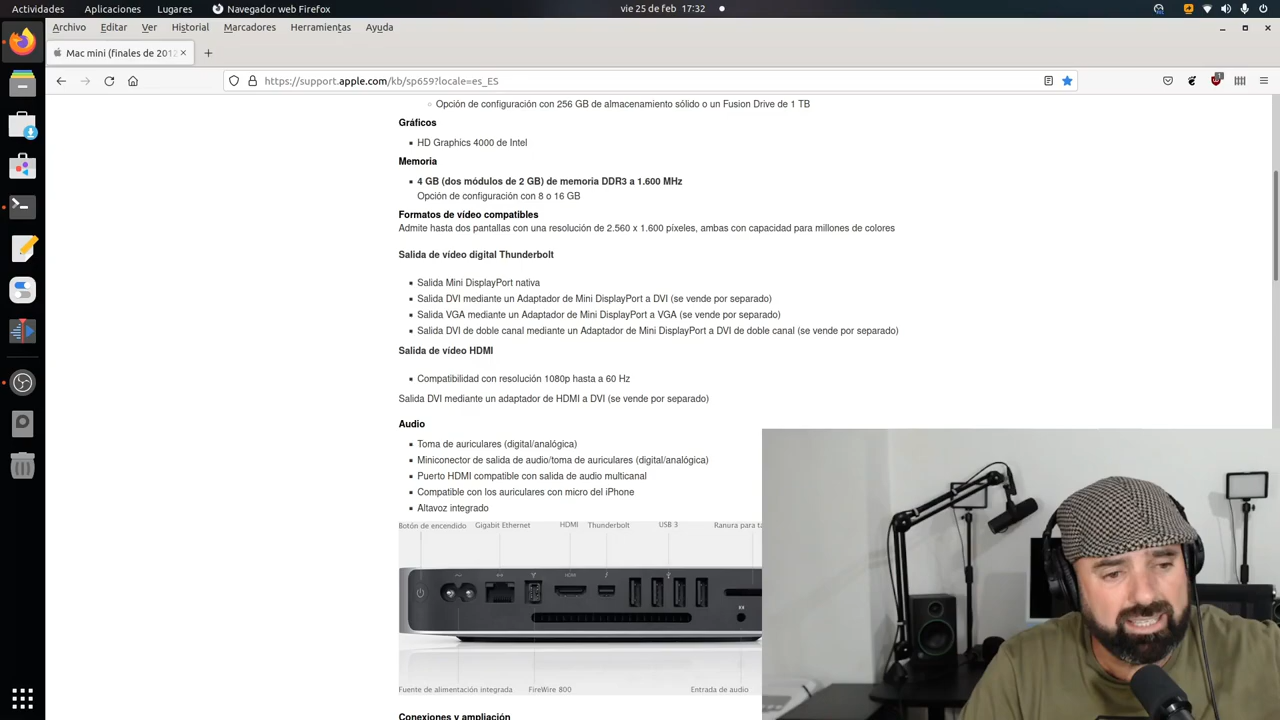 Actividades Aplicaciones Lugares Navegador web Firefox vie 25 de feb 17:32
Archivo Editar Ver Historial Marcadores Herramientas Ayuda
Mac mini (finales de 2012
https://support.apple.com/kb/sp659?locale=es_ES
1
Opción de configuración con 256 GB de almacenamiento sólido o un Fusion Drive de 1 TB
Gráficos
HD Graphics 4000 de Intel
Memoria
4 GB (dos módulos de 2 GB) de memoria DDR3 a 1.600 MHz
Opción de configuración con 8 o 16 GB
Formatos de vídeo compatibles
Admite hasta dos pantallas con una resolución de 2.560 x 1.600 píxeles, ambas con capacidad para millones de colores
Salida de vídeo digital Thunderbolt
Salida Mini DisplayPort nativa
Salida DVI mediante un Adaptador de Mini DisplayPort a DVI (se vende por separado)
Salida VGA mediante un Adaptador de Mini DisplayPort a VGA (se vende por separado)
Salida DVI de doble canal mediante un Adaptador de Mini DisplayPort a DVI de doble canal (se vende por separado)
Salida de vídeo HDMI
Compatibilidad con resolución 1080p hasta a 60 Hz
Salida DVI mediante un adaptador de HDMI a DVI (se vende por separado)
Audio
Toma de auriculares (digital/analógica)
Miniconector de salida de audio/toma de auriculares (digital/analógica)
Puerto HDMI compatible con salida de audio multicanal
Compatible con los auriculares con micro del iPhone
Altavoz integrado
Botón de encendido Gigabit Ethernet HDMI Thunderbolt USB 3 Ranura para ta
HDMI
Fuente de alimentación integrada FireWire 800 Entrada de audio
Conexiones y ampliación